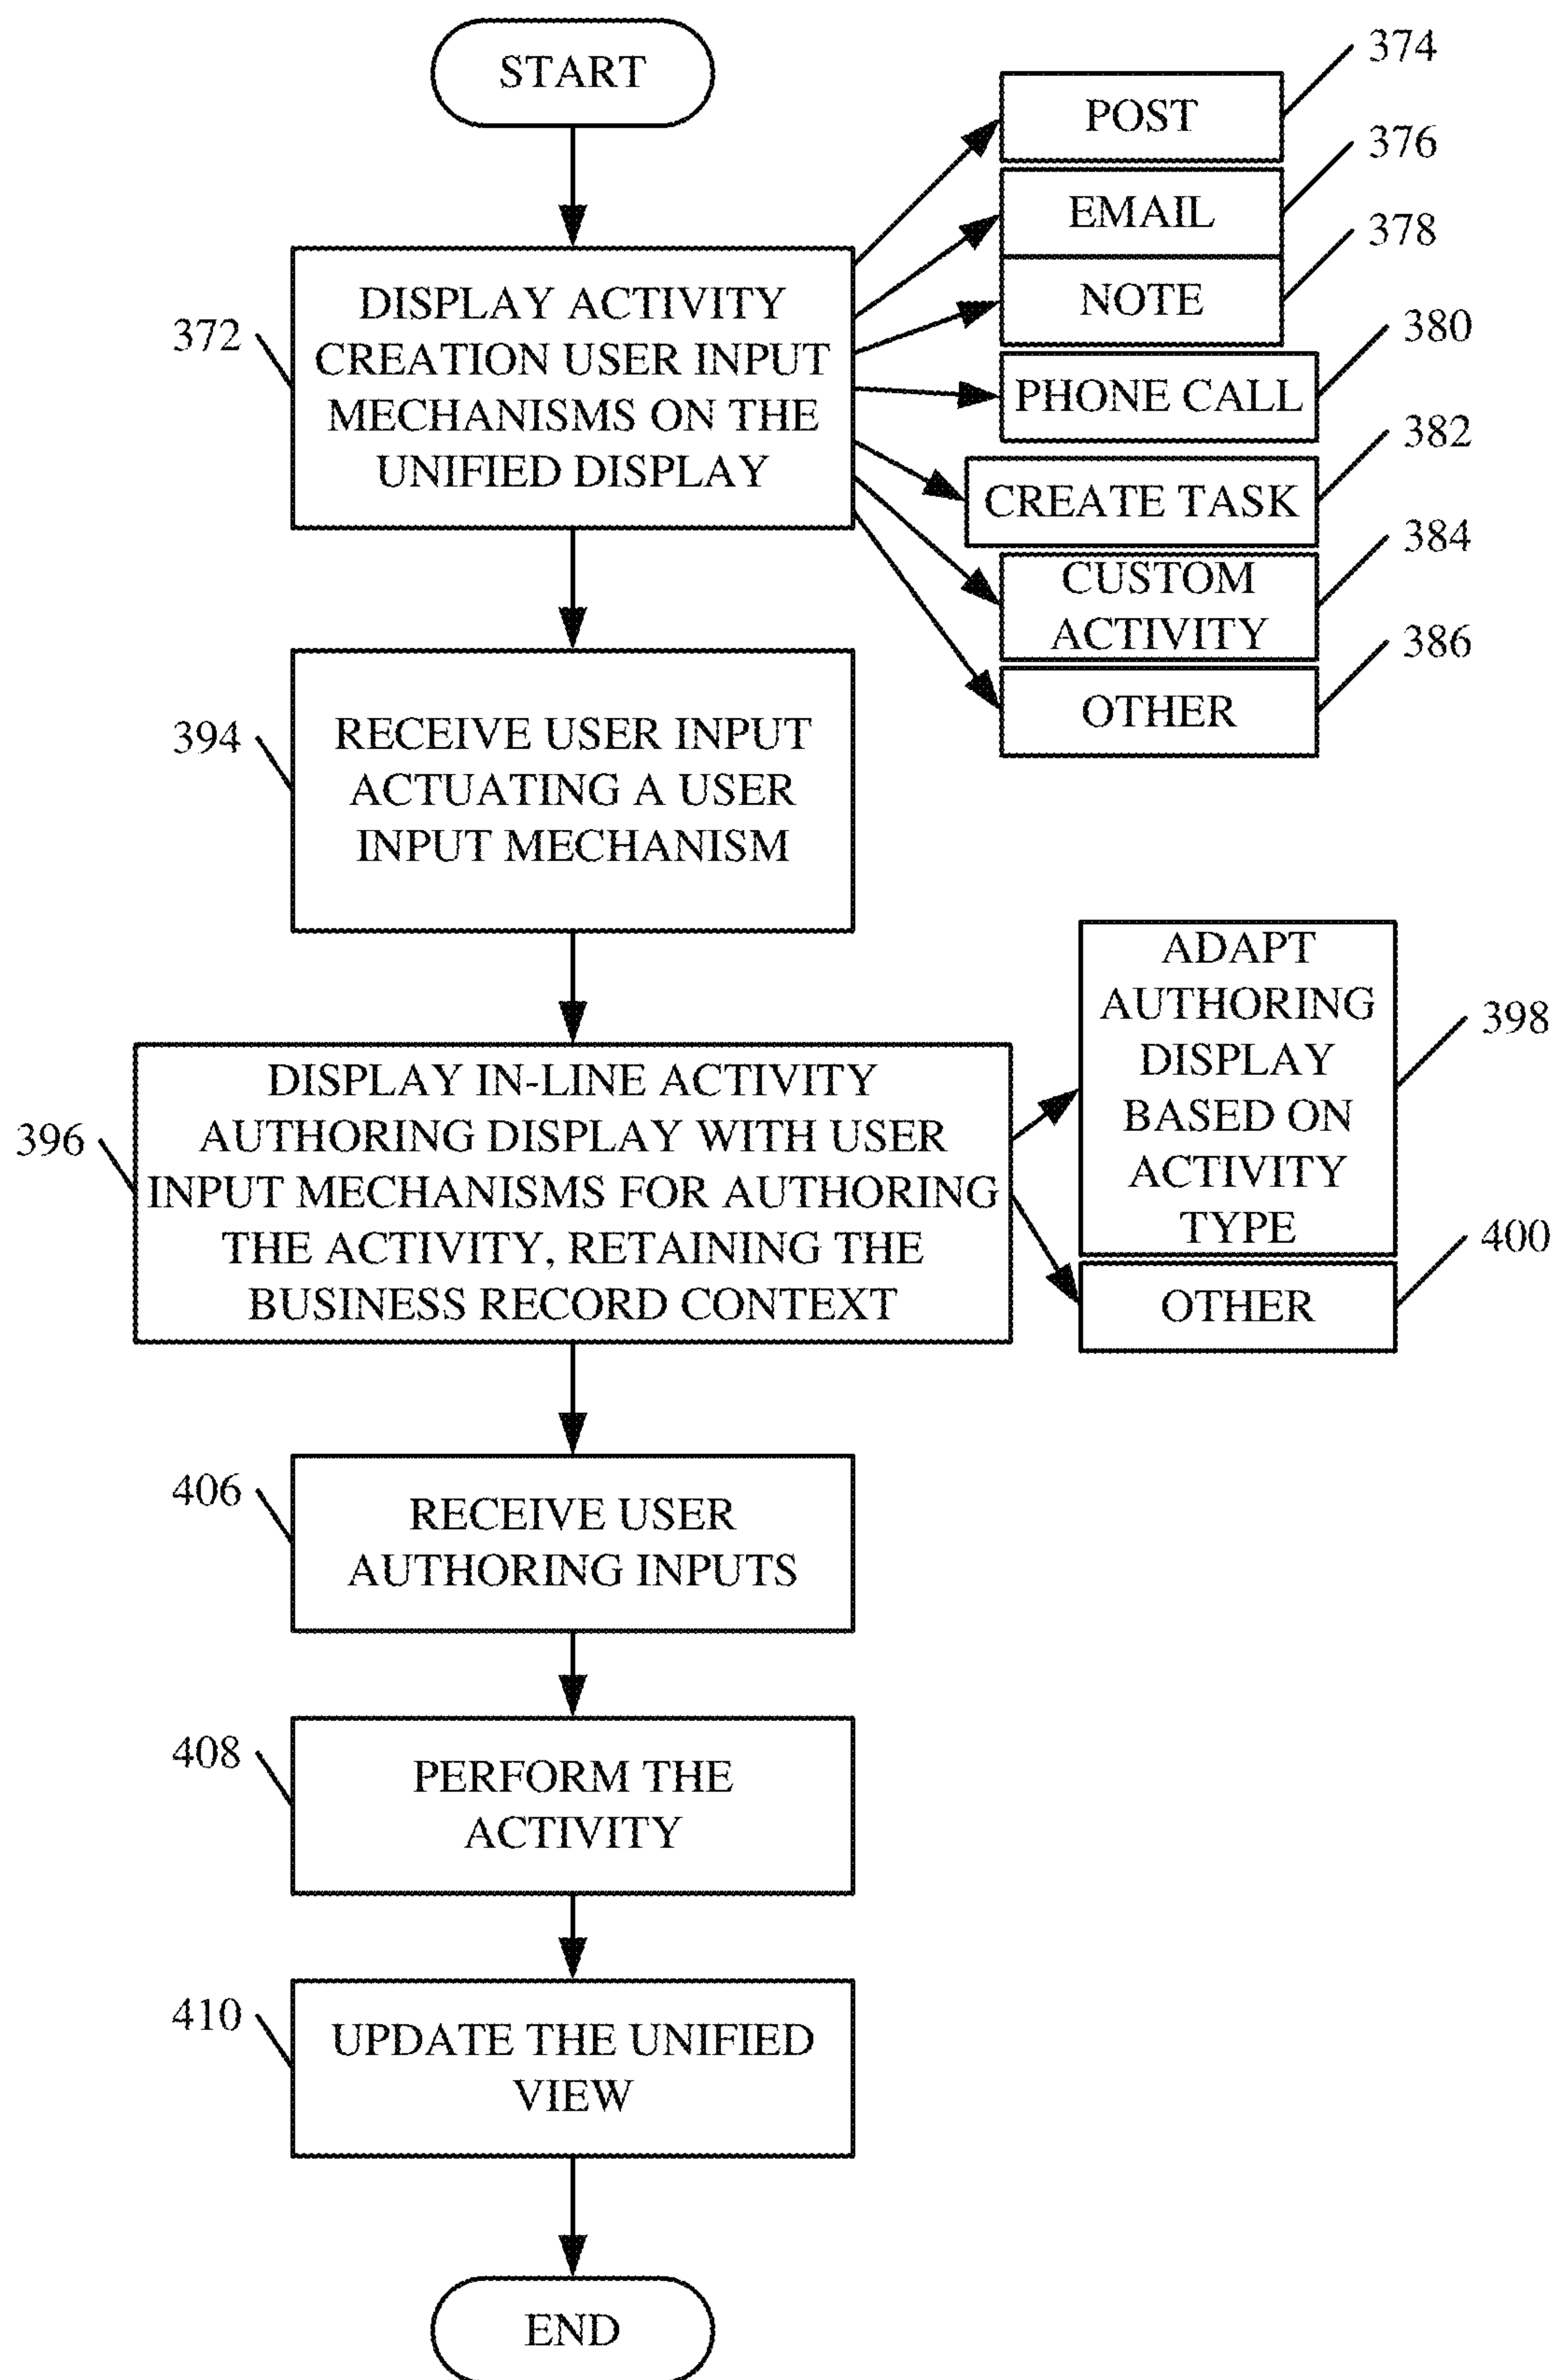 START
374
POST
376
EMAIL
378
NOTE
372
DISPLAY ACTIVITY
CREATION USER INPUT
MECHANISMS ON THE
UNIFIED DISPLAY
380
PHONE CALL
382
CREATE TASK
384
CUSTOM
ACTIVITY
386
OTHER
394
RECEIVE USER INPUT
ACTUATING A USER
INPUT MECHANISM
396
DISPLAY IN-LINE ACTIVITY
AUTHORING DISPLAY WITH USER
INPUT MECHANISMS FOR AUTHORING
THE ACTIVITY, RETAINING THE
BUSINESS RECORD CONTEXT
ADAPT
AUTHORING
DISPLAY
BASED ON
ACTIVITY
TYPE
398
400
OTHER
406
RECEIVE USER
AUTHORING INPUTS
408
PERFORM THE
ACTIVITY
410
UPDATE THE UNIFIED
VIEW
END